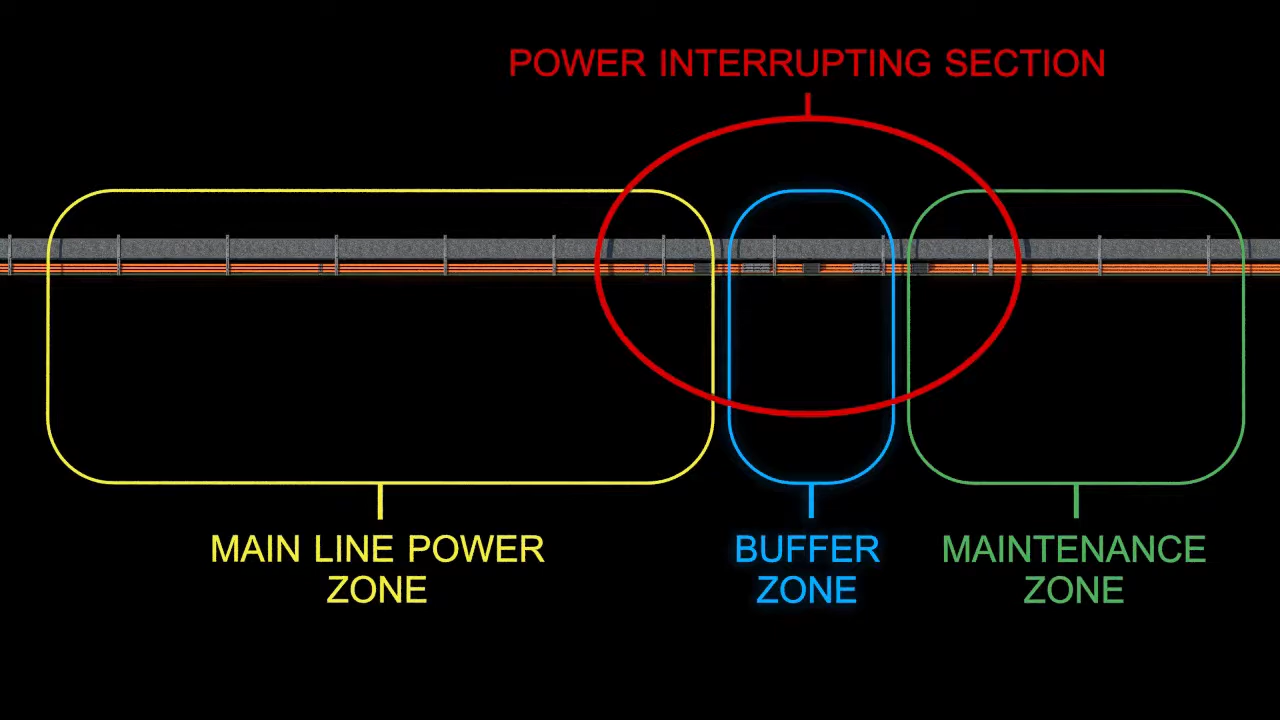 POWER INTERRUPTING SECTION
MAIN LINE POWER
ZONE
BUFFER
ZONE
MAINTENANCE
ZONE